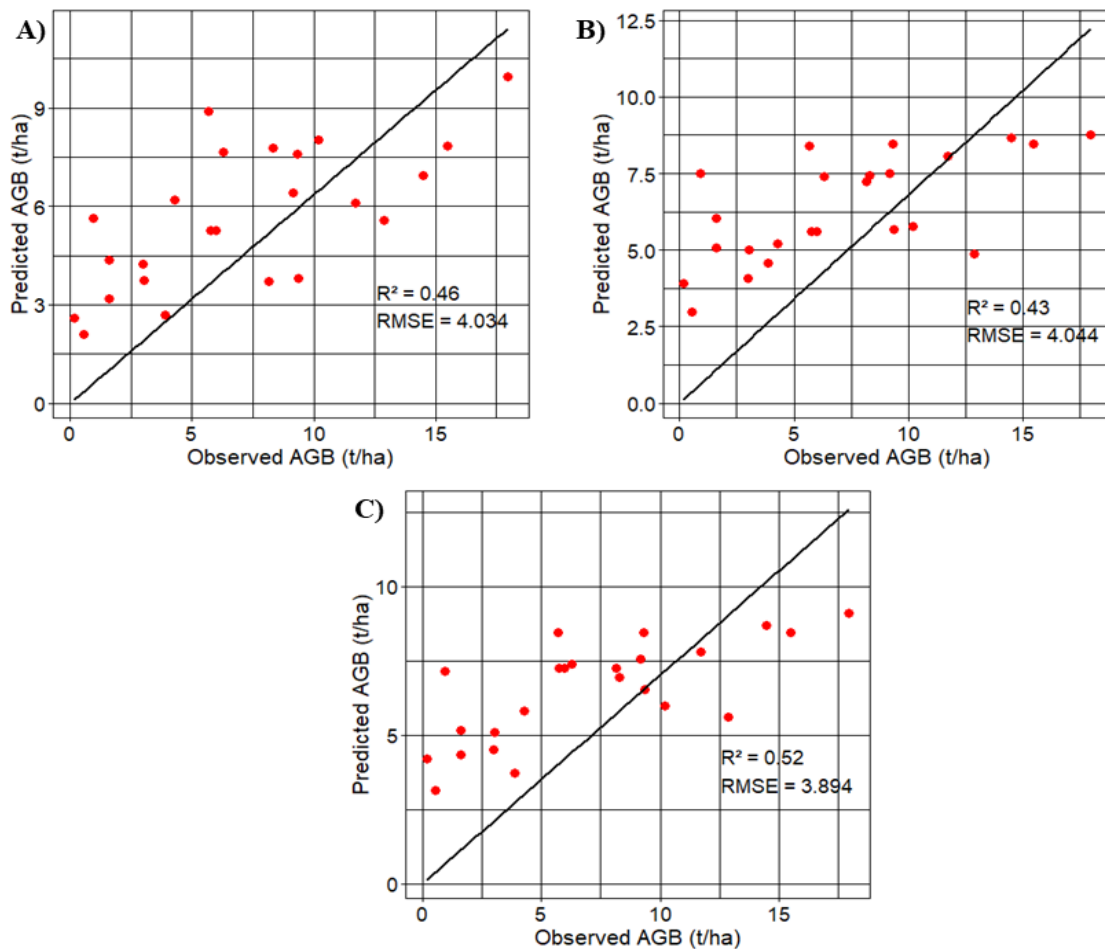 A)
Predicted AGB (t/ha)
9
6
3
0
R² = 0.46
RMSE = 4.034
0 5 10 15
Observed AGB (t/ha)
B)
Predicted AGB (t/ha)
12.5
10.0
7.5
5.0
2.5
0.0
R² = 0.43
RMSE = 4.044
0 5 10 15
Observed AGB (t/ha)
C)
Predicted AGB (t/ha)
10
5
0
R² = 0.52
RMSE = 3.894
0 5 10 15
Observed AGB (t/ha)